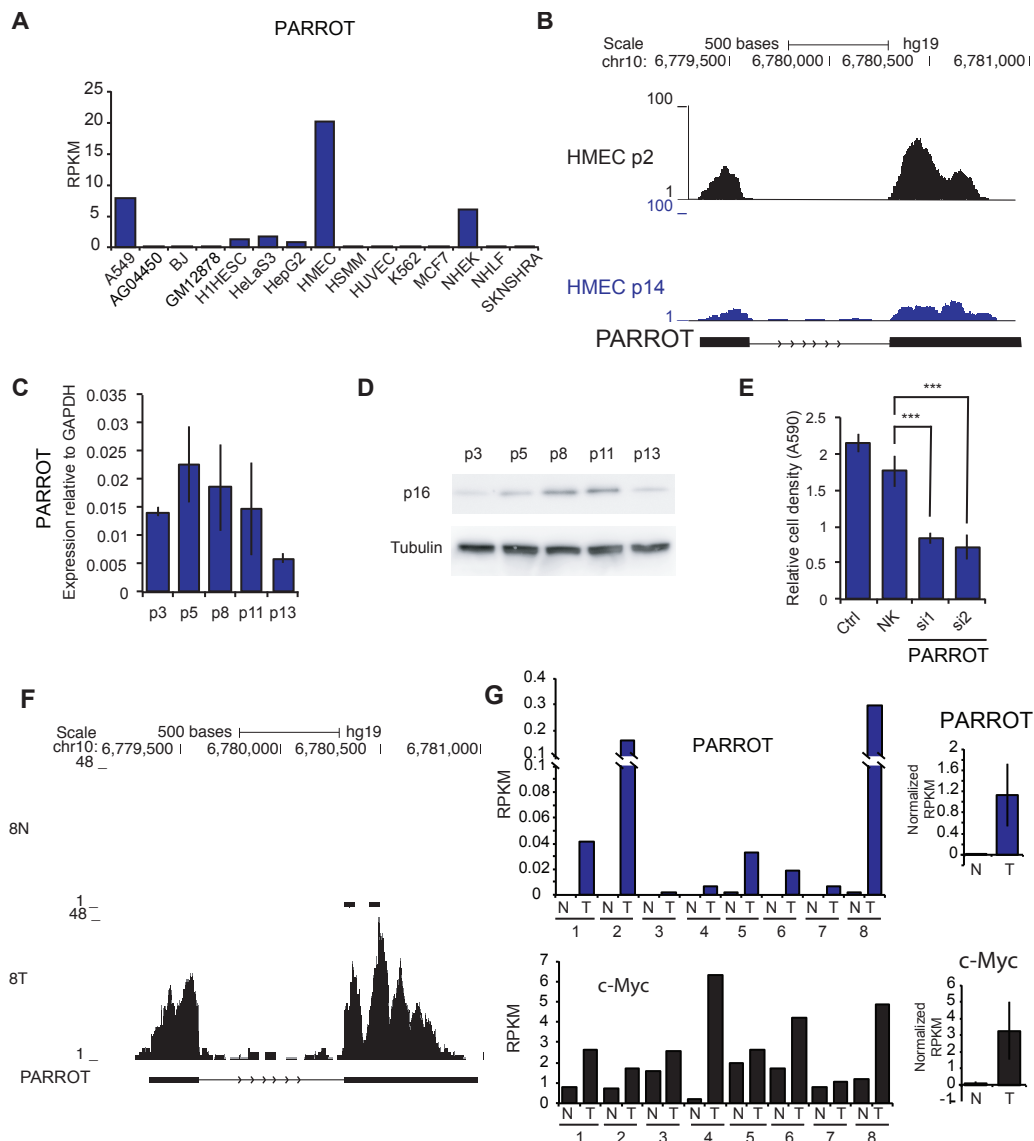 A
PARROT
RPKM
25
20
15
10
5
0
A549
AG04450
BJ
GM12878
H1HESC
HeLaS3
HepG2
HMEC
HSMM
HUVEC
K562
MCF7
NHEK
NHLF
SKNSHRA
B
Scale 500 bases hg19
chr10: 6,779,500 6,780,000 6,780,500 6,781,000
100
HMEC p2
1
100
HMEC p14
1
PARROT
C
PARROT
Expression relative to GAPDH
0.035
0.03
0.025
0.02
0.015
0.01
0.005
0
p3 p5 p8 p11 p13
D
p3 p5 p8 p11 p13
p16
Tubulin
E
Relative cell density (A590)
2.5
2
1.5
1
0.5
0
***
***
Ctrl
NK
si1
si2
PARROT
F
Scale 500 bases hg19
chr10: 6,779,500 6,780,000 6,780,500 6,781,000
48
8N
1
48
8T
1
PARROT
G
PARROT
RPKM
0.4
0.3
0.2
0.1
0.1
0.08
0.06
0.04
0.02
0
N T N T N T N T N T N T N T N T
1 2 3 4 5 6 7 8
PARROT
Normalized
RPKM
2
1.6
1.2
0.8
0.4
0
N T
c-Myc
RPKM
7
6
5
4
3
2
1
0
N T N T N T N T N T N T N T N T
1 2 3 4 5 6 7 8
c-Myc
Normalized
RPKM
6
5
4
3
2
1
0
-1
N T